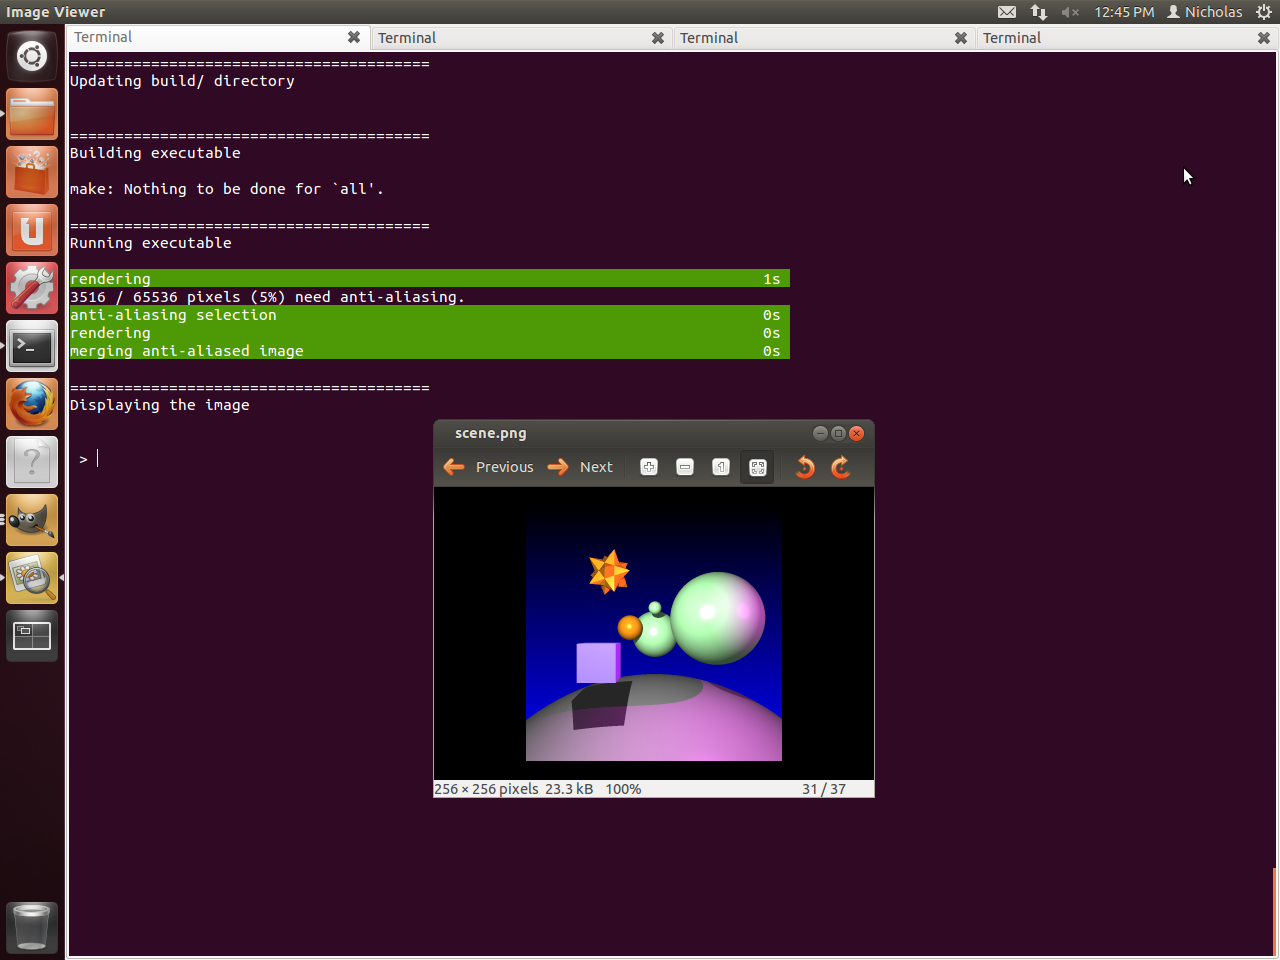 Image Viewer
12:45 PM Nicholas
Terminal Terminal Terminal Terminal
========================================
Updating build/ directory
========================================
Building executable
make: Nothing to be done for `all'.
========================================
Running executable
rendering 1s
3516 / 65536 pixels (5%) need anti-aliasing.
anti-aliasing selection 0s
rendering 0s
merging anti-aliased image 0s
========================================
Displaying the image
>
scene.png
Previous Next 1
256 × 256 pixels 23.3 kB 100% 31 / 37